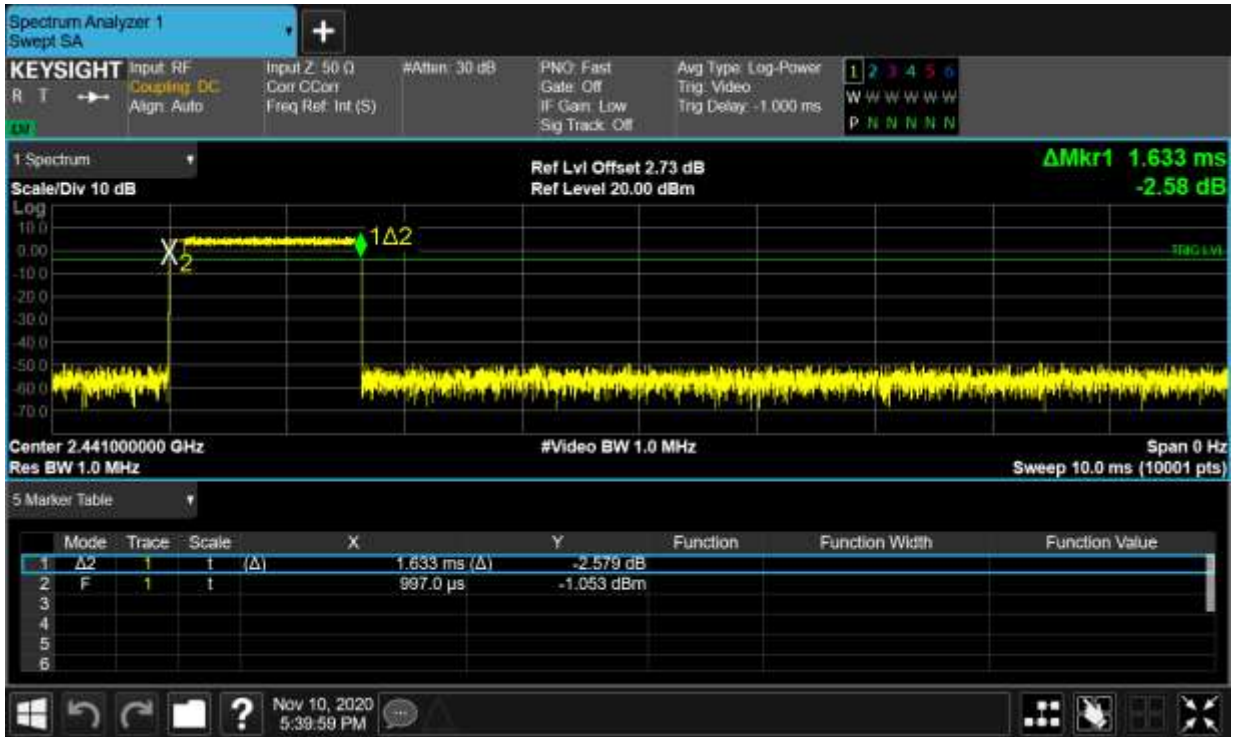 Spectrum Analyzer 1
Swept SA
+
KEYSIGHT
R T
Input: RF
Coupling: DC
Align: Auto
Input Z: 50 Ω
Corr CCorr
Freq Ref: Int (S)
#Atten: 30 dB
PNO: Fast
Gate: Off
IF Gain: Low
Sig Track: Off
Avg Type: Log-Power
Trig: Video
Trig Delay: -1.000 ms
1 2 3 4 5 6
W W W W W W
P N N N N N
1 Spectrum
Scale/Div 10 dB
Ref Lvl Offset 2.73 dB
Ref Level 20.00 dBm
ΔMkr1 1.633 ms
-2.58 dB
Log
10.0
0.00
-10.0
-20.0
-30.0
-40.0
-50.0
-60.0
-70.0
X
2
1Δ2
TRIG LVL
Center 2.441000000 GHz
#Video BW 1.0 MHz
Span 0 Hz
Res BW 1.0 MHz
Sweep 10.0 ms (10001 pts)
5 Marker Table
Mode Trace Scale X Y Function Function Width Function Value
1 Δ2 1 t (Δ) 1.633 ms (Δ) -2.579 dB
2 F 1 t 997.0 µs -1.053 dBm
3
4
5
6
?
Nov 10, 2020
5:39:59 PM